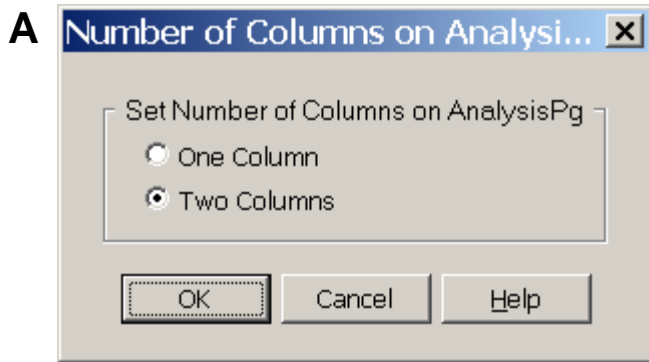 A
Number of Columns on Analysi...
Set Number of Columns on AnalysisPg
One Column
Two Columns
OK Cancel Help